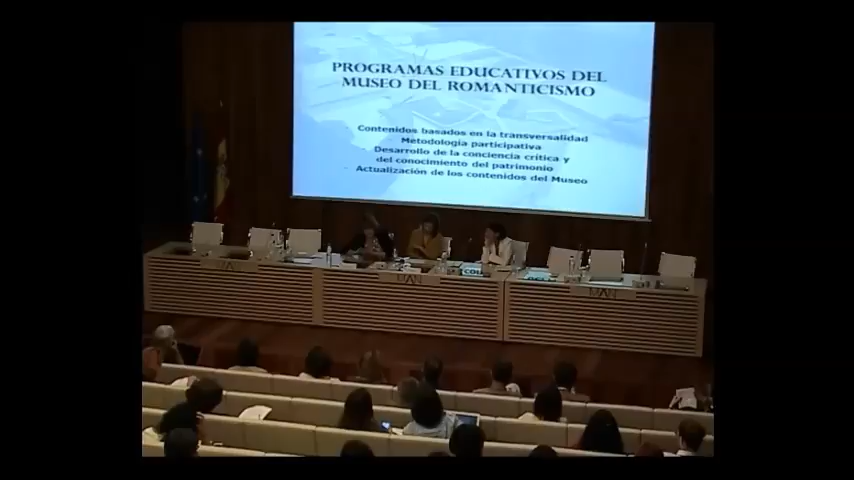 PROGRAMAS EDUCATIVOS DEL
MUSEO DEL ROMANTICISMO
Contenidos basados en la transversalidad
Metodología participativa
Desarrollo de la conciencia crítica y
del conocimiento del patrimonio
Actualización de los contenidos del Museo